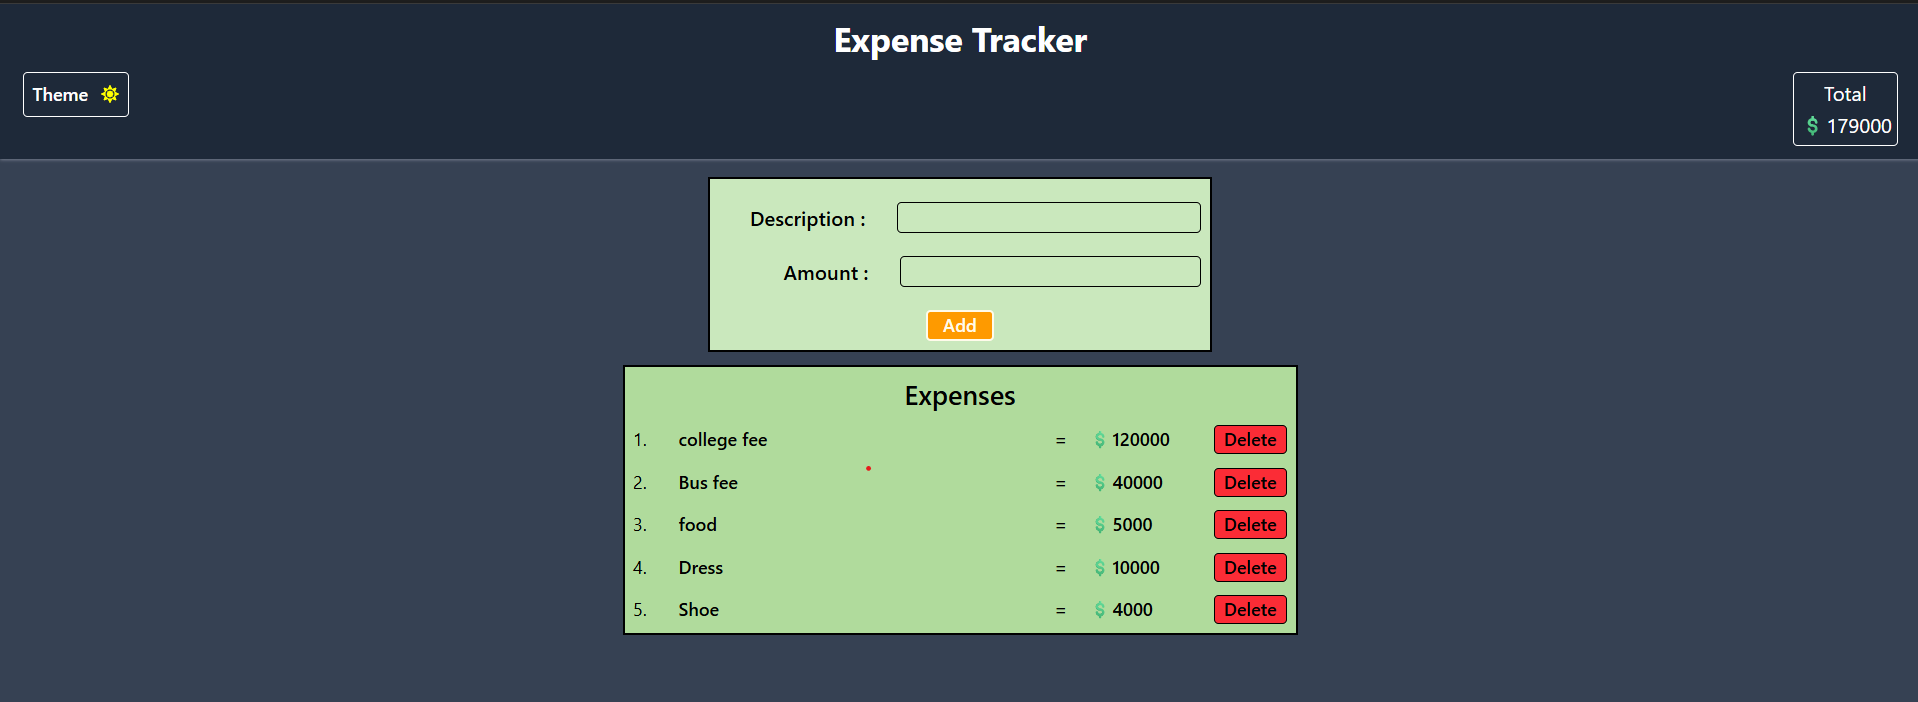 Expense Tracker
Theme
Total
$ 179000
Description :
Amount :
Add
Expenses
1. college fee = $ 120000 Delete
2. Bus fee = $ 40000 Delete
3. food = $ 5000 Delete
4. Dress = $ 10000 Delete
5. Shoe = $ 4000 Delete